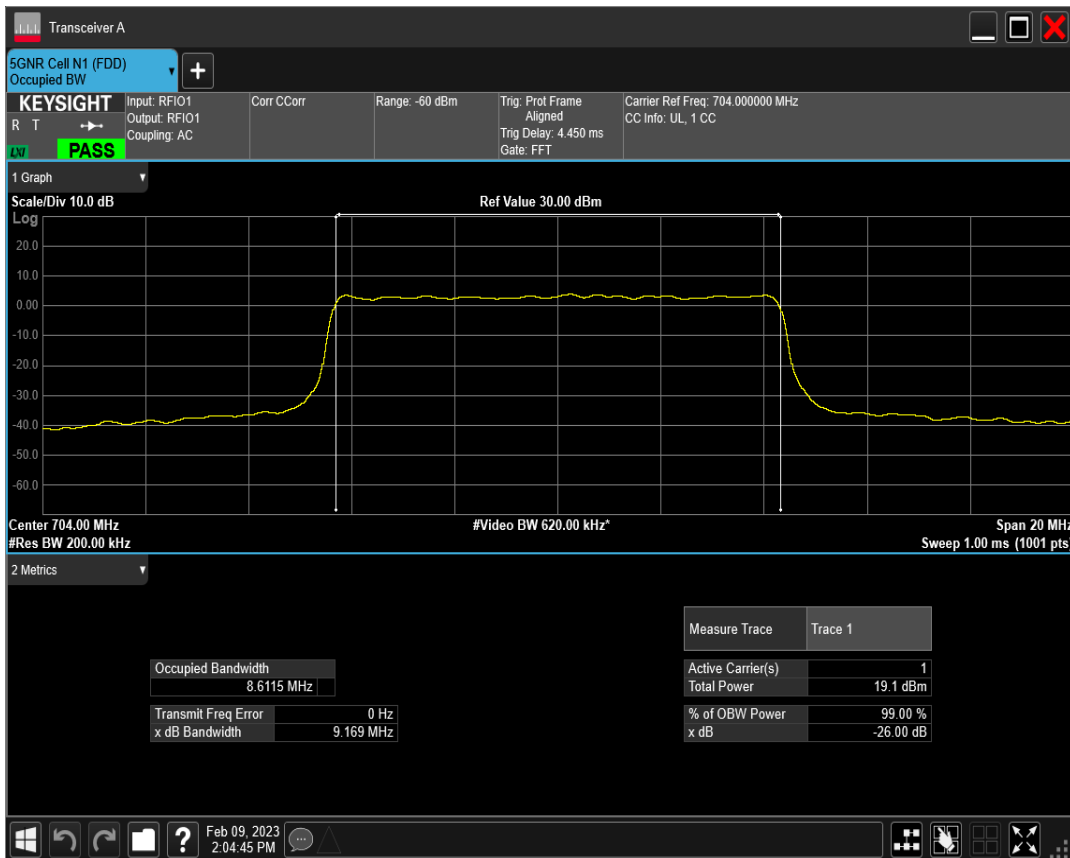 Transceiver A
5GNR Cell N1 (FDD)
Occupied BW
+
KEYSIGHT
R T
LXI
PASS
Input: RFIO1
Output: RFIO1
Coupling: AC
Corr CCorr
Range: -60 dBm
Trig: Prot Frame
Aligned
Trig Delay: 4.450 ms
Gate: FFT
Carrier Ref Freq: 704.000000 MHz
CC Info: UL, 1 CC
1 Graph
Scale/Div 10.0 dB
Ref Value 30.00 dBm
Log
20.0
10.0
0.00
-10.0
-20.0
-30.0
-40.0
-50.0
-60.0
Center 704.00 MHz
#Video BW 620.00 kHz*
Span 20 MHz
#Res BW 200.00 kHz
Sweep 1.00 ms (1001 pts)
2 Metrics
Measure Trace Trace 1
Occupied Bandwidth
8.6115 MHz
Active Carrier(s) 1
Total Power 19.1 dBm
Transmit Freq Error 0 Hz
x dB Bandwidth 9.169 MHz
% of OBW Power 99.00 %
x dB -26.00 dB
?
Feb 09, 2023
2:04:45 PM